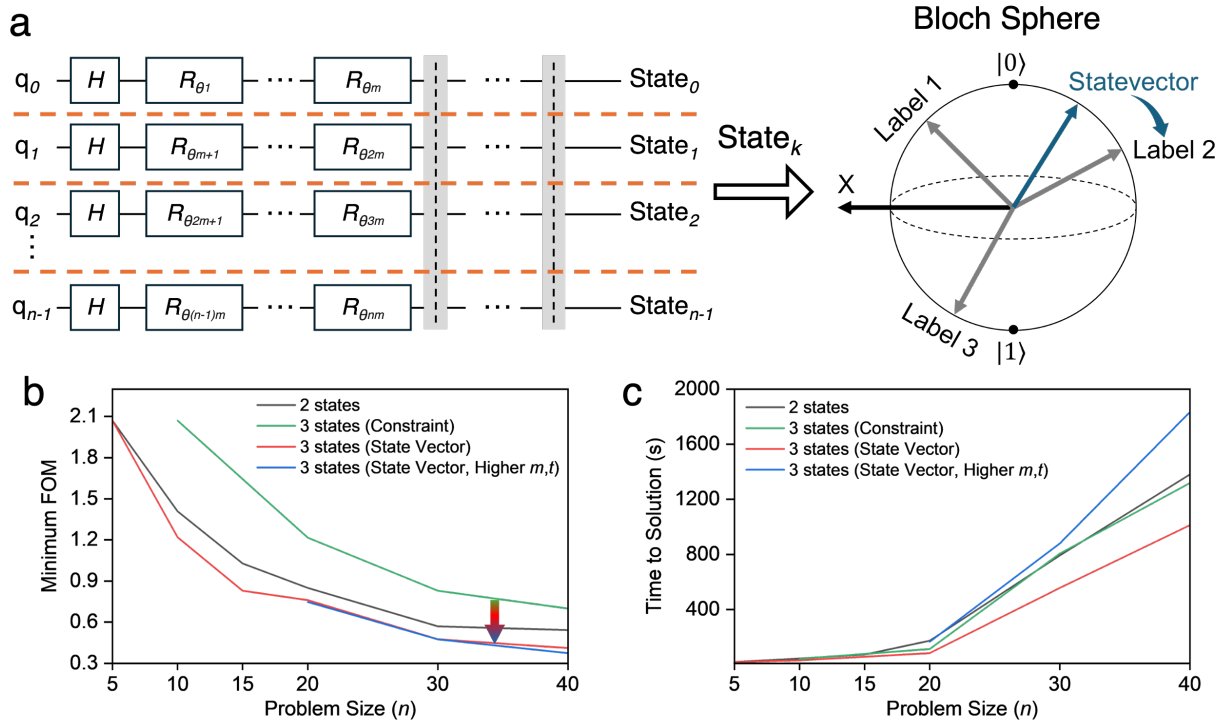 a
q0 H Rθ1 ··· Rθm ··· State0
q1 H Rθm+1 ··· Rθ2m ··· State1
q2 H Rθ2m+1 ··· Rθ3m ··· State2
⋮
qn-1 H Rθ(n-1)m ··· Rθnm ··· Staten-1
Statek
Bloch Sphere
|0⟩
Statevector
Label 1
Label 2
X
Label 3
|1⟩
b
2 states
3 states (Constraint)
3 states (State Vector)
3 states (State Vector, Higher m,t)
Minimum FOM
2.1
1.8
1.5
1.2
0.9
0.6
0.3
5 10 15 20 30 40
Problem Size (n)
c
2 states
3 states (Constraint)
3 states (State Vector)
3 states (State Vector, Higher m,t)
Time to Solution (s)
2000
1600
1200
800
400
5 10 15 20 30 40
Problem Size (n)